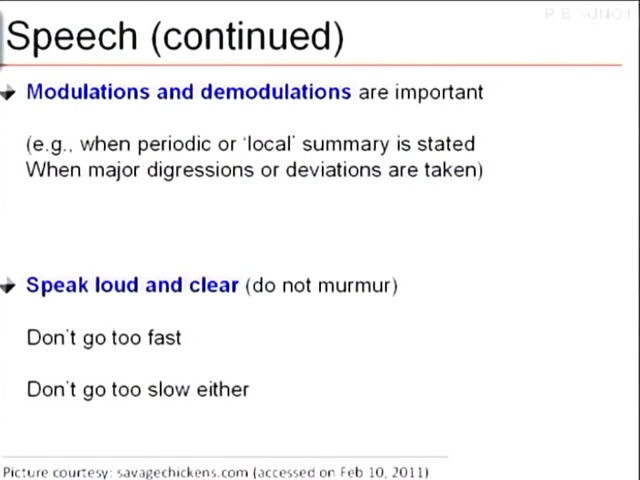 Speech (continued)
Modulations and demodulations are important
(e.g., when periodic or 'local' summary is stated
When major digressions or deviations are taken)
Speak loud and clear (do not murmur)
Don't go too fast
Don't go too slow either
Picture courtesy: savagechickens.com (accessed on Feb 10, 2011)